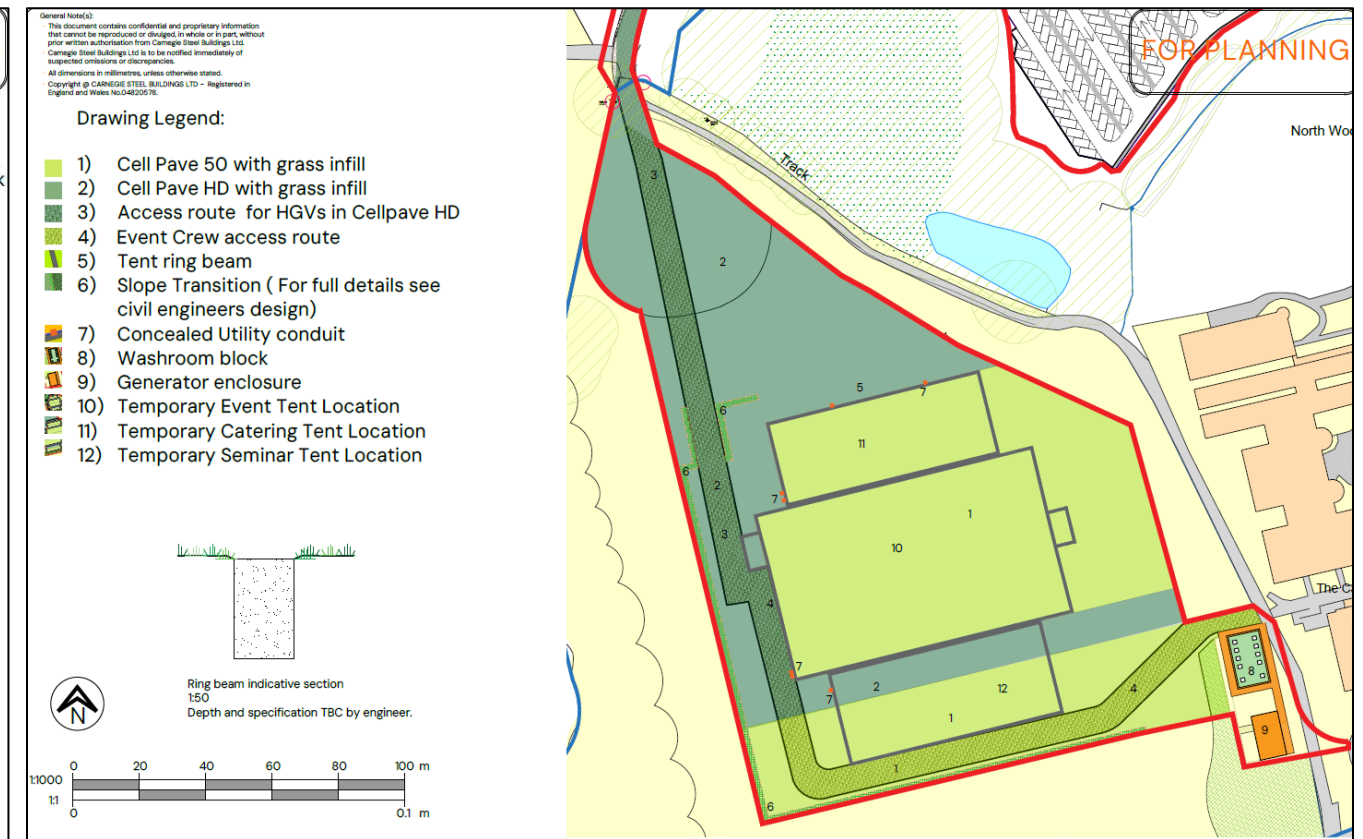 General Note(s):
This document contains confidential and proprietary information
that cannot be reproduced or divulged, in whole or in part, without
prior written authorisation from Carnegie Steel Buildings Ltd.
Carnegie Steel Buildings Ltd is to be notified immediately of
suspected omissions or discrepancies.
All dimensions in millimetres, unless otherwise stated.
Copyright @ CARNEGIE STEEL BUILDINGS LTD - Registered in
England and Wales No.04820578.
Drawing Legend:
1) Cell Pave 50 with grass infill
2) Cell Pave HD with grass infill
3) Access route for HGVs in Cellpave HD
4) Event Crew access route
5) Tent ring beam
6) Slope Transition ( For full details see
civil engineers design)
7) Concealed Utility conduit
8) Washroom block
9) Generator enclosure
10) Temporary Event Tent Location
11) Temporary Catering Tent Location
12) Temporary Seminar Tent Location
Ring beam indicative section
1:50
Depth and specification TBC by engineer.
N
0 20 40 60 80 100 m
1:1000
1:1
0 0.1 m
FOR PLANNING
North Woo
Track
3
2
5
7
6
11
6
2
7
1
3
10
The C
4
7
8
2
12
4
7
1
9
1
6